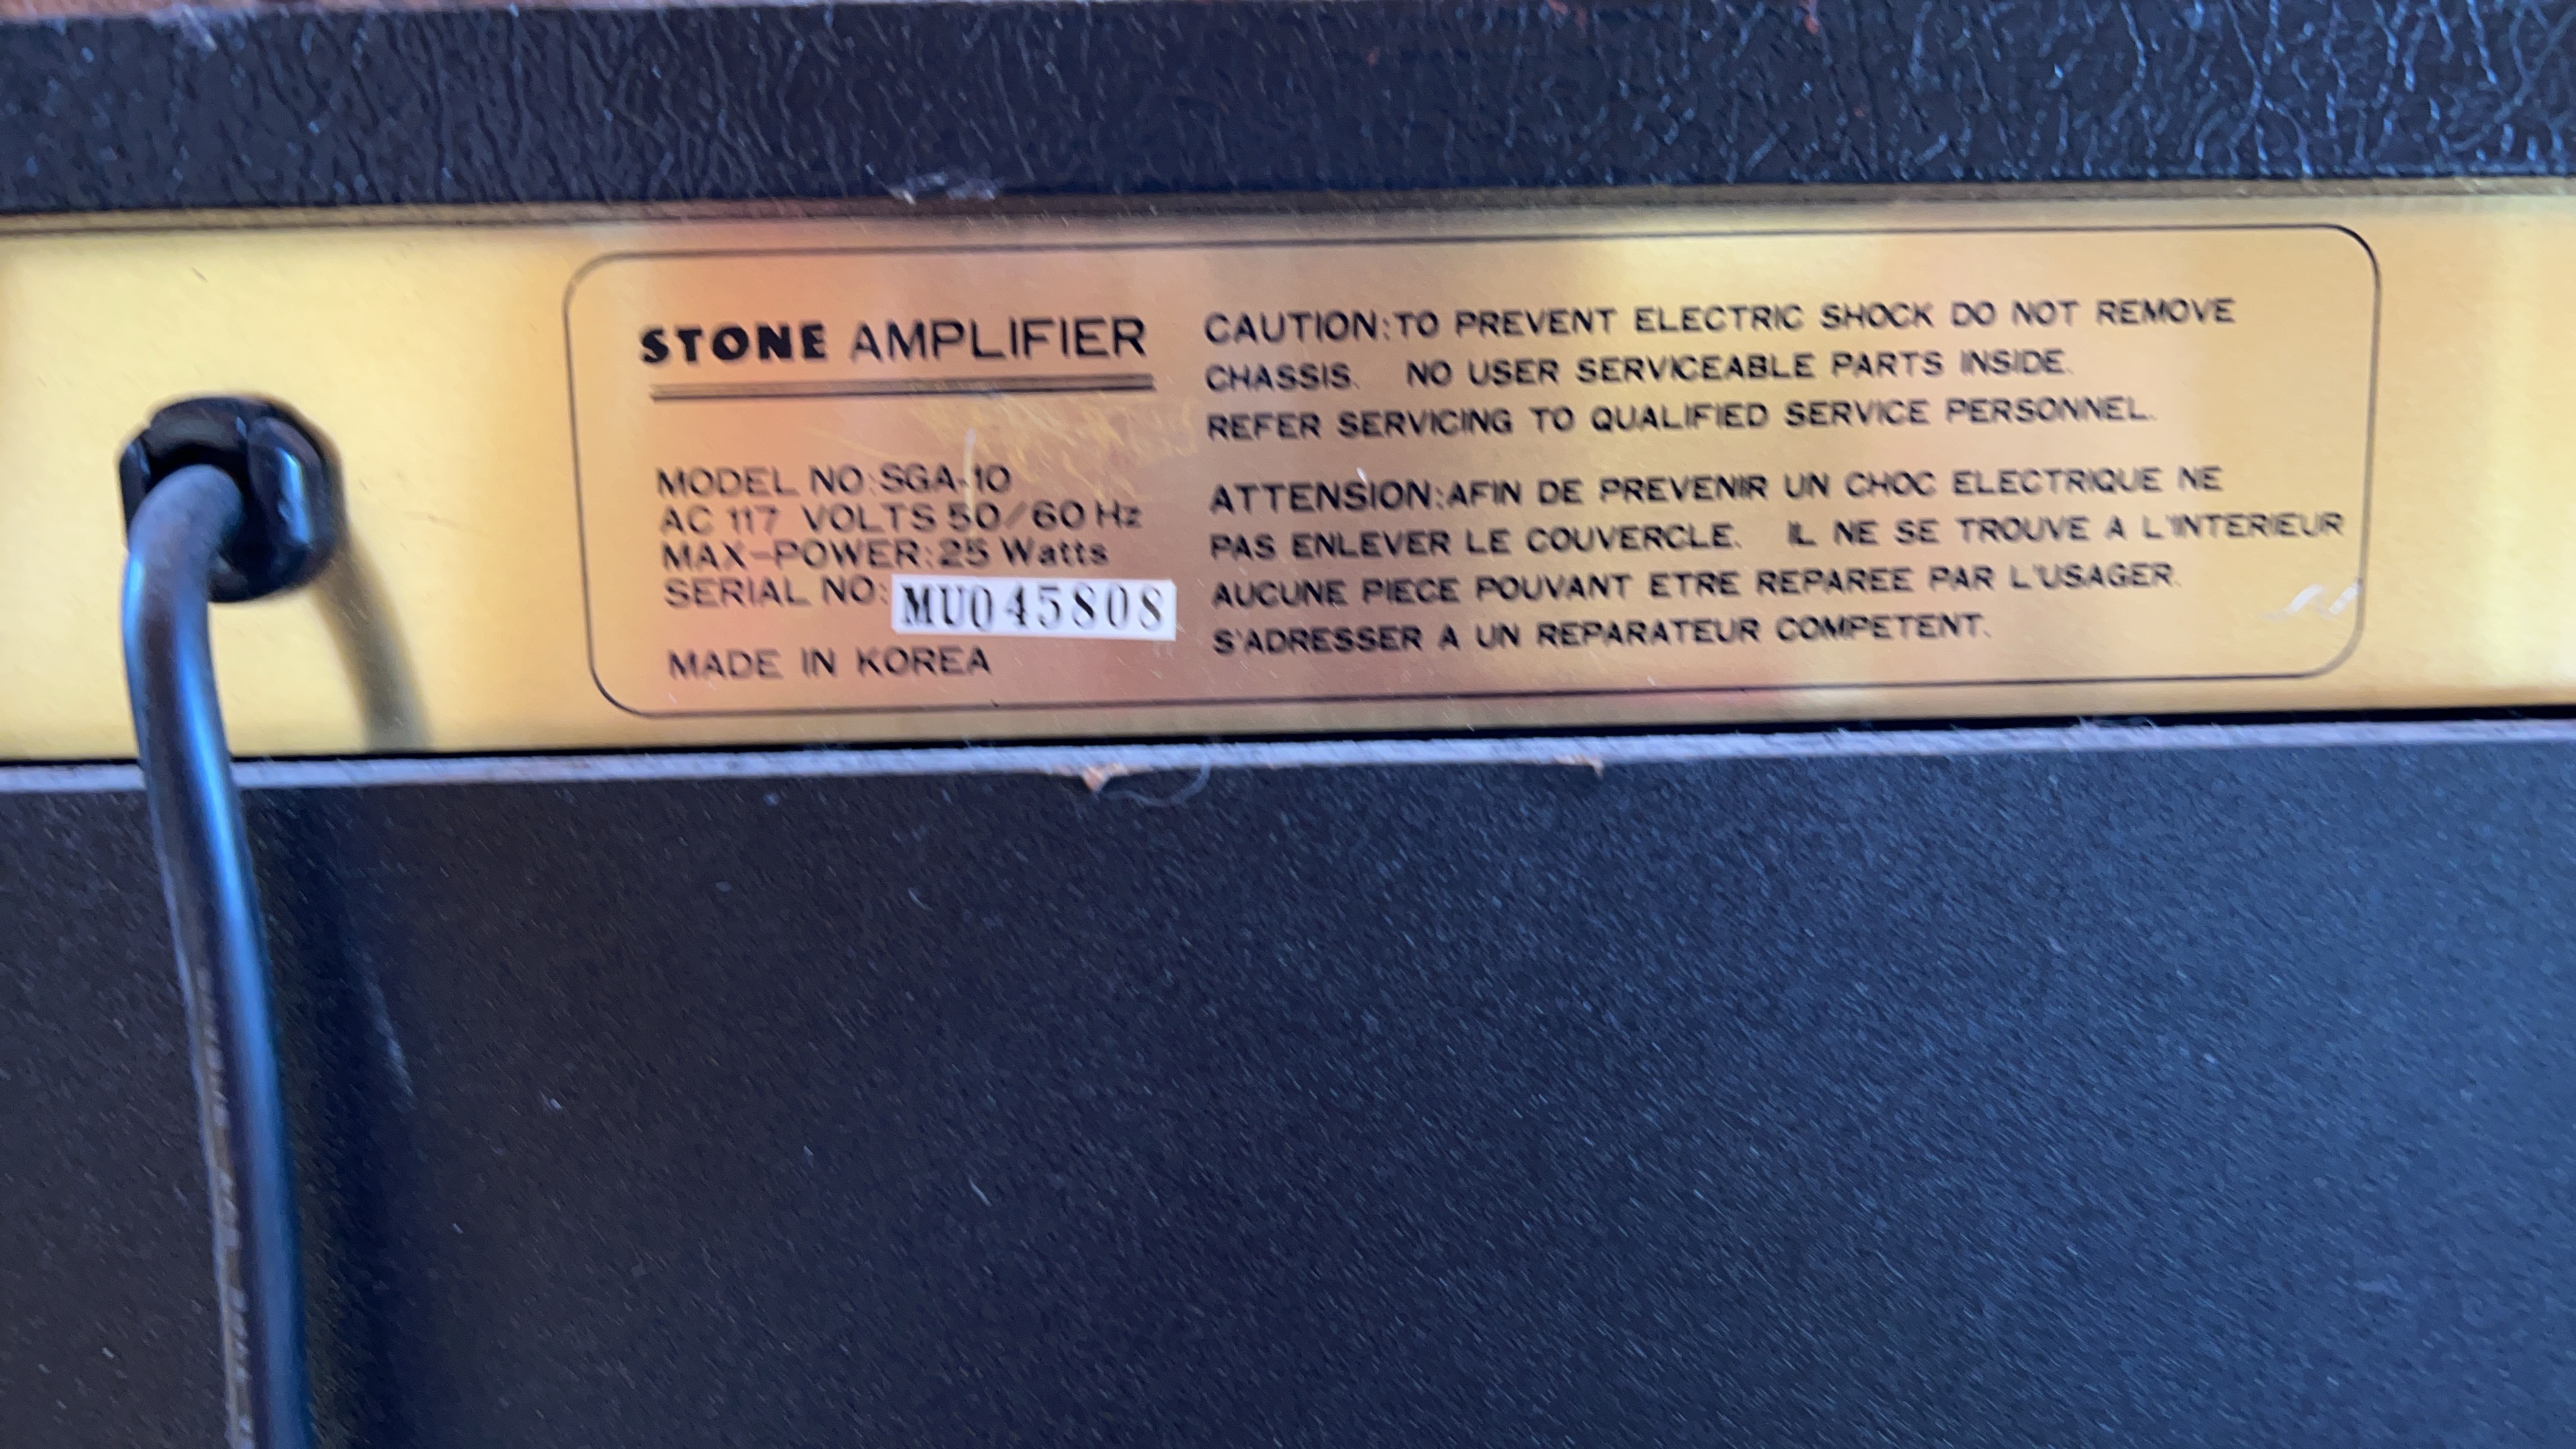 STONE AMPLIFIER
MODEL NO:SGA-10
AC 117 VOLTS 50/60 Hz
MAX-POWER:25 Watts
SERIAL NO: MU045808
MADE IN KOREA
CAUTION:TO PREVENT ELECTRIC SHOCK DO NOT REMOVE
CHASSIS. NO USER SERVICEABLE PARTS INSIDE.
REFER SERVICING TO QUALIFIED SERVICE PERSONNEL.
ATTENSION:AFIN DE PREVENIR UN CHOC ELECTRIQUE NE
PAS ENLEVER LE COUVERCLE. IL NE SE TROUVE A L'INTERIEUR
AUCUNE PIECE POUVANT ETRE REPAREE PAR L'USAGER.
S'ADRESSER A UN REPARATEUR COMPETENT.